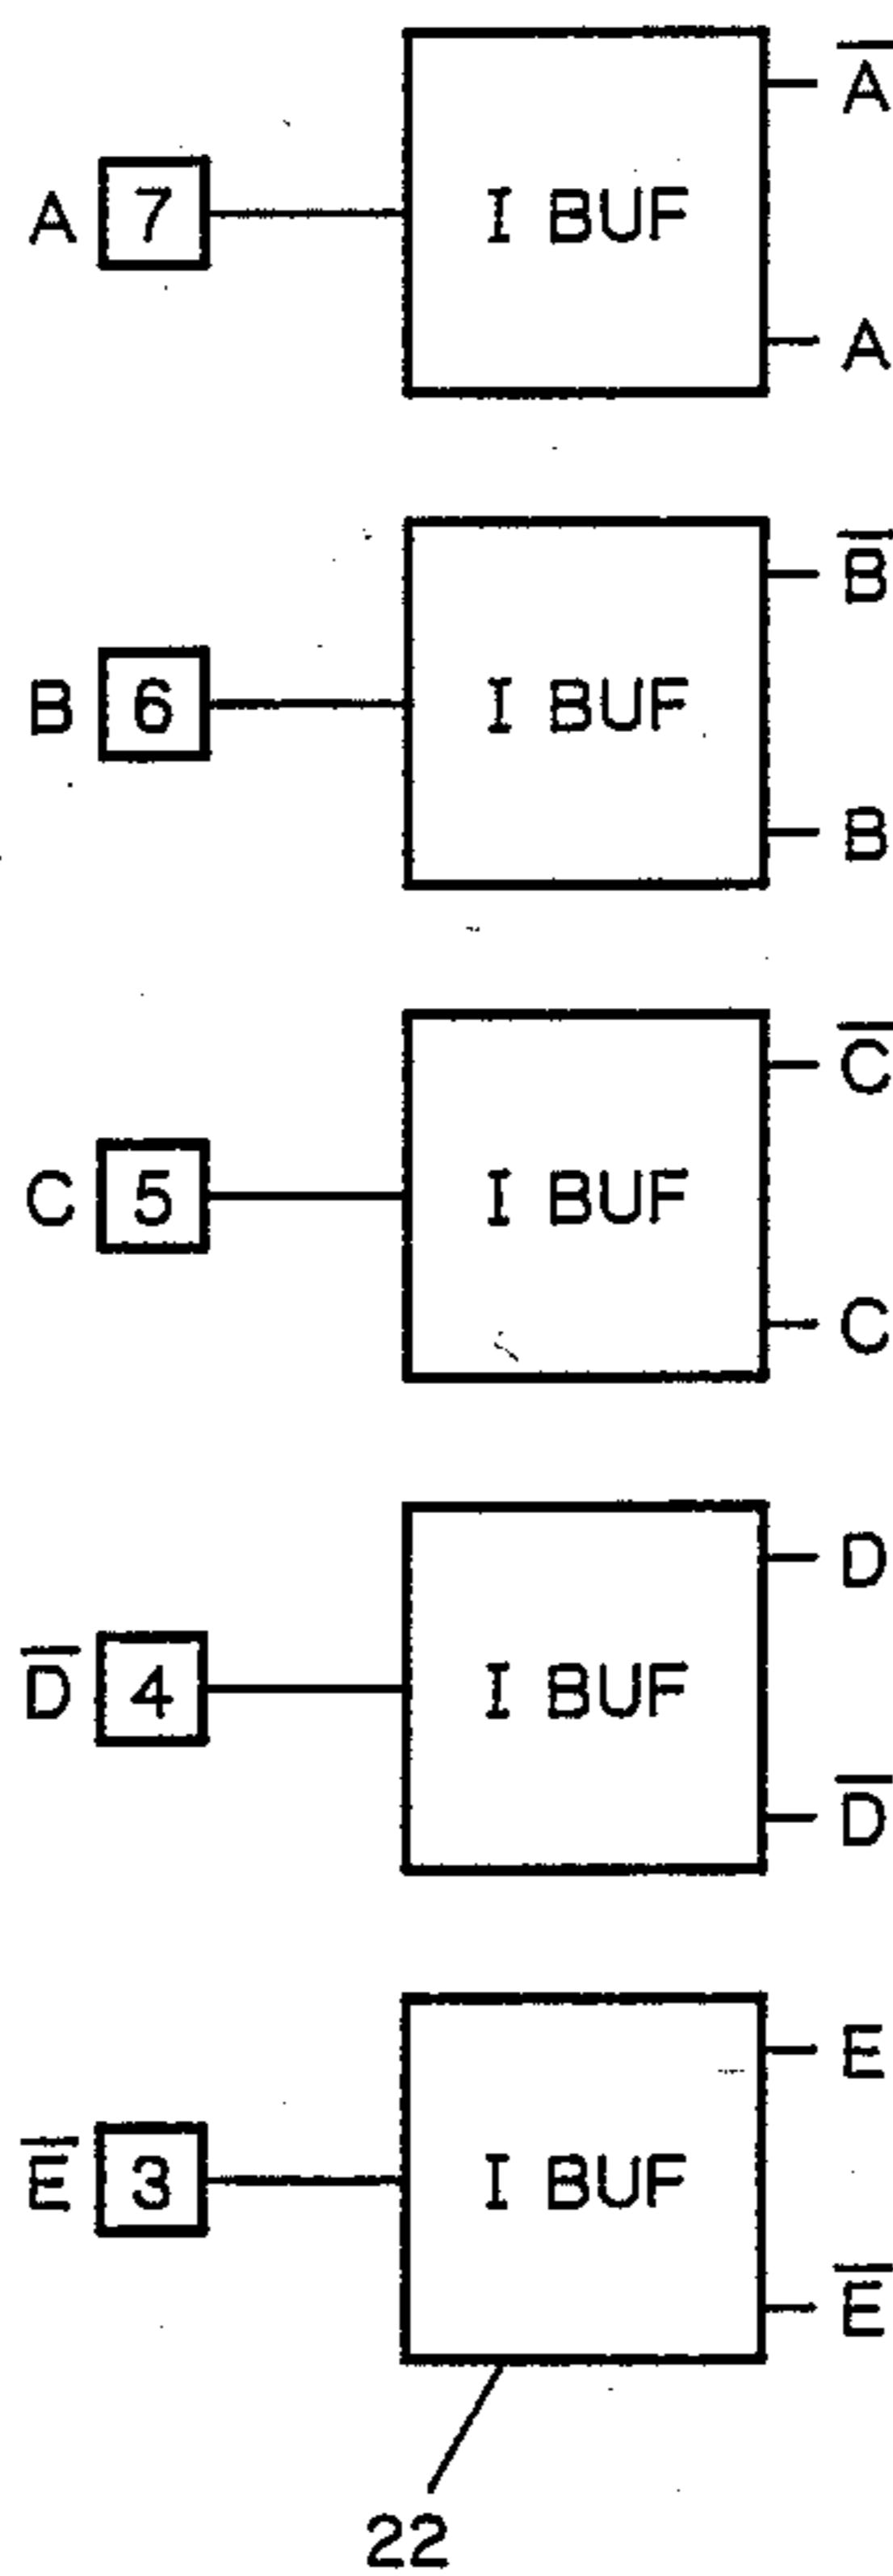 A̅
A 7 I BUF
A
B̅
B 6 I BUF
B
C̅
C 5 I BUF
C
D
D̅ 4 I BUF
D̅
E
E̅ 3 I BUF
E̅
22